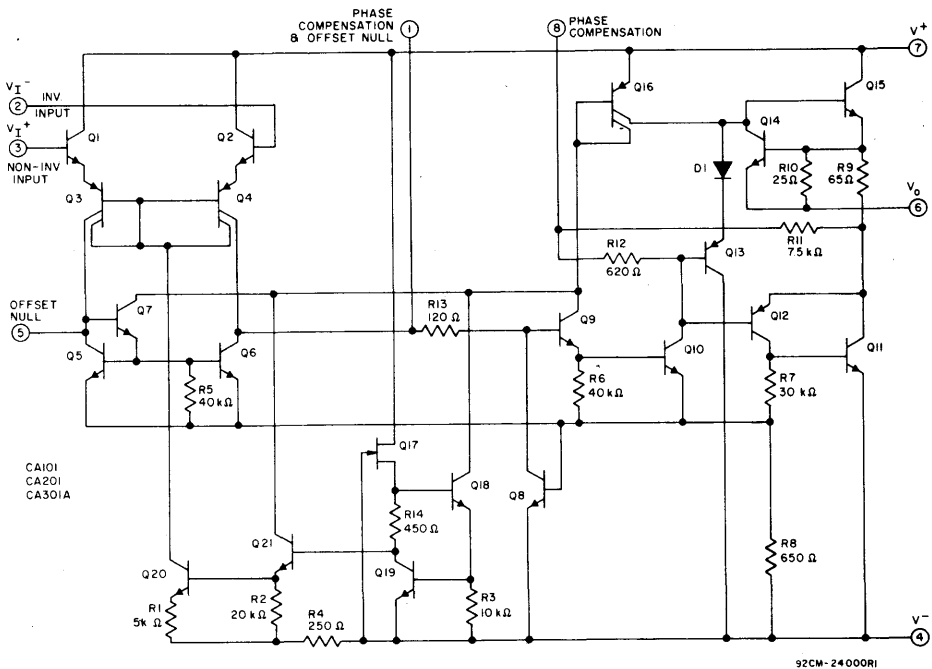 PHASE
COMPENSATION
& OFFSET NULL
1
8
PHASE
COMPENSATION
V+
7
VI-
2
INV.
INPUT
VI+
3
NON-INV
INPUT
Q1
Q2
Q3
Q4
Q16
Q15
Q14
D1
R10
25Ω
R9
65Ω
Vo
6
R11
7.5 kΩ
R12
620 Ω
Q13
OFFSET
NULL
5
Q7
Q5
Q6
R5
40 kΩ
R13
120 Ω
Q9
Q10
R6
40 kΩ
Q12
Q11
R7
30 kΩ
CA101
CA201
CA301A
Q17
Q18
Q8
R14
450 Ω
R8
650 Ω
Q20
Q21
Q19
R1
5k Ω
R2
20 kΩ
R4
250 Ω
R3
10 kΩ
V-
4
92CM-24000R1